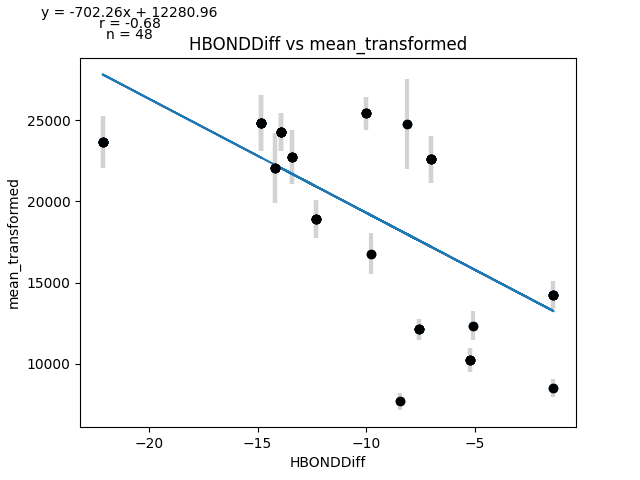 y = -702.26x + 12280.96
r = -0.68
n = 48
HBONDDiff vs mean_transformed
25000
20000
15000
10000
mean_transformed
−20
−15
−10
−5
HBONDDiff